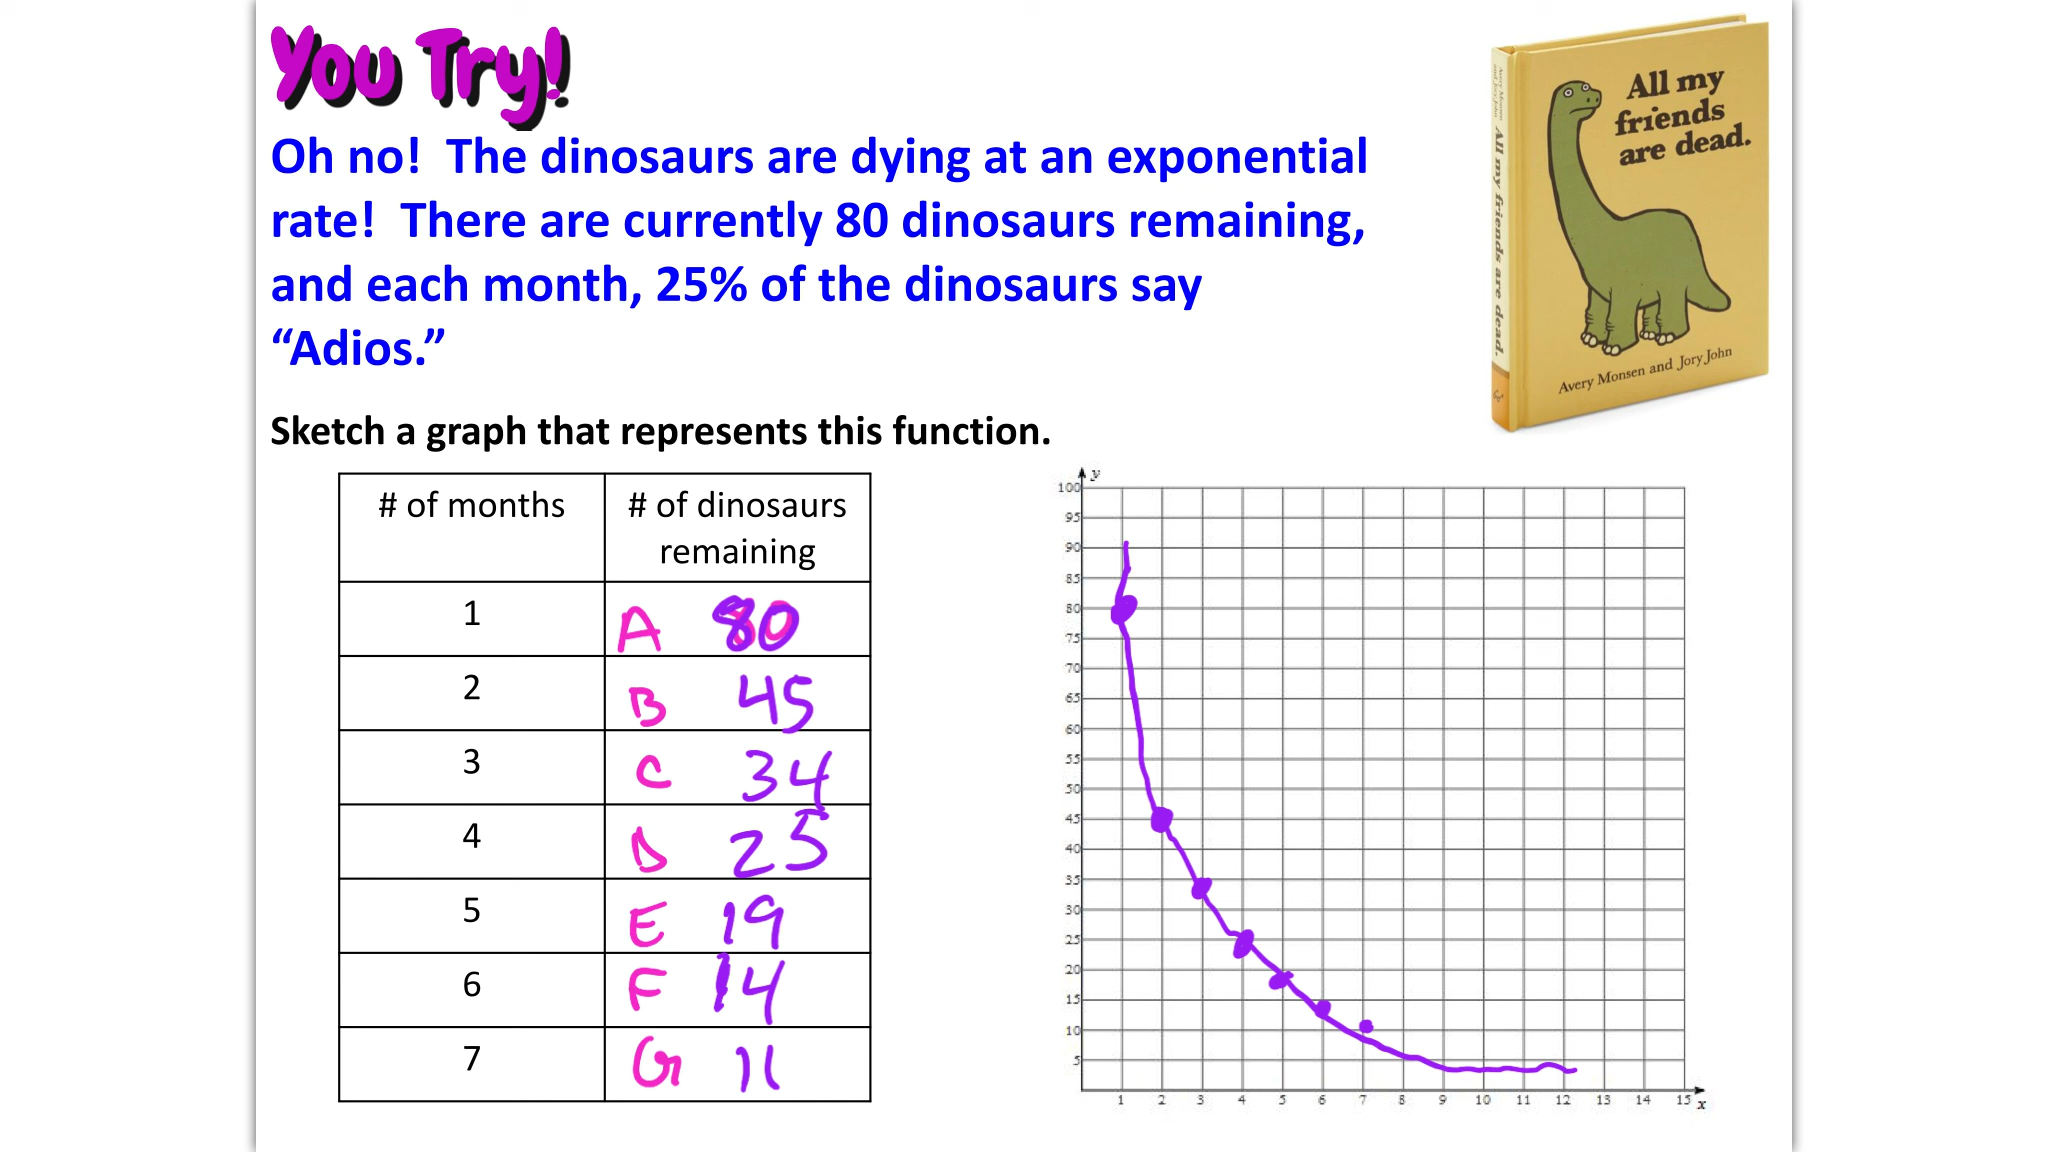 You Try!
Oh no! The dinosaurs are dying at an exponential
rate! There are currently 80 dinosaurs remaining,
and each month, 25% of the dinosaurs say
“Adios.”
All my
friends
are dead.
Avery Monsen and Jory John
Avery Monsen
and Jory John
All my friends are dead.
Sketch a graph that represents this function.
# of months
# of dinosaurs
remaining
1 A 80
2 B 45
3 C 34
4 D 25
5 E 19
6 F 14
7 G 11
y
100
95
90
85
80
75
70
65
60
55
50
45
40
35
30
25
20
15
10
5
1 2 3 4 5 6 7 8 9 10 11 12 13 14 15 x